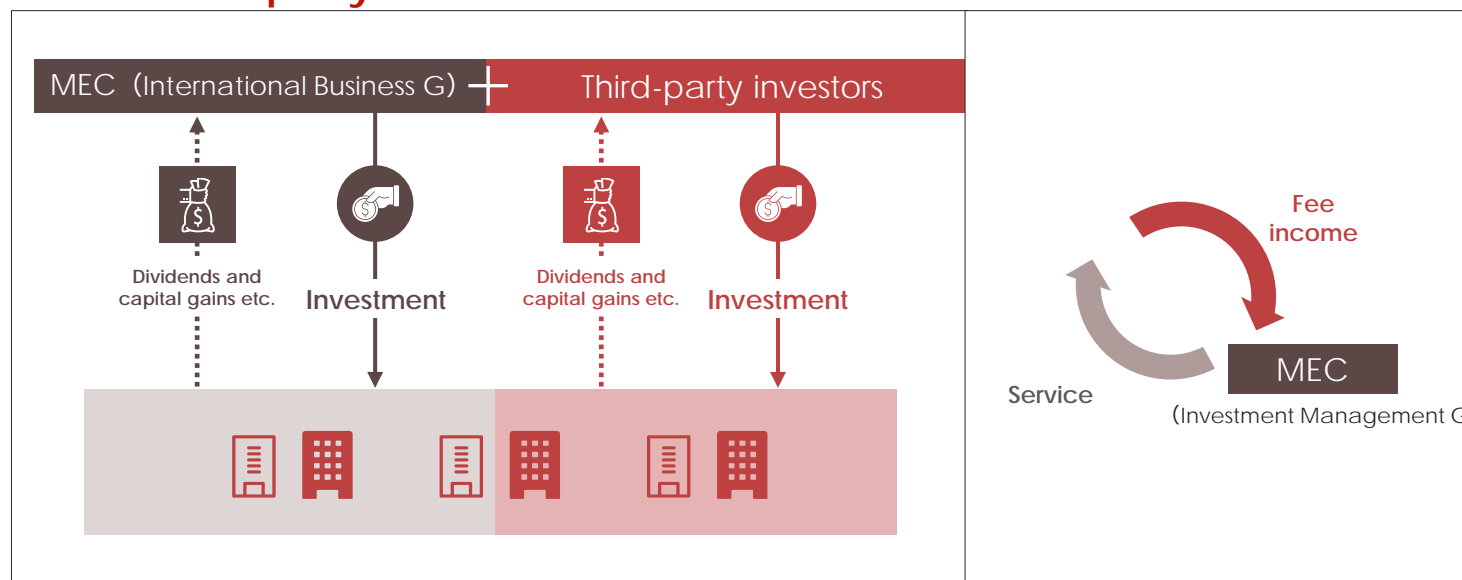 MEC (International Business G)
Third-party investors
Dividends and
capital gains etc.
Investment
Dividends and
capital gains etc.
Investment
Fee
income
Service
MEC
(Investment Management G